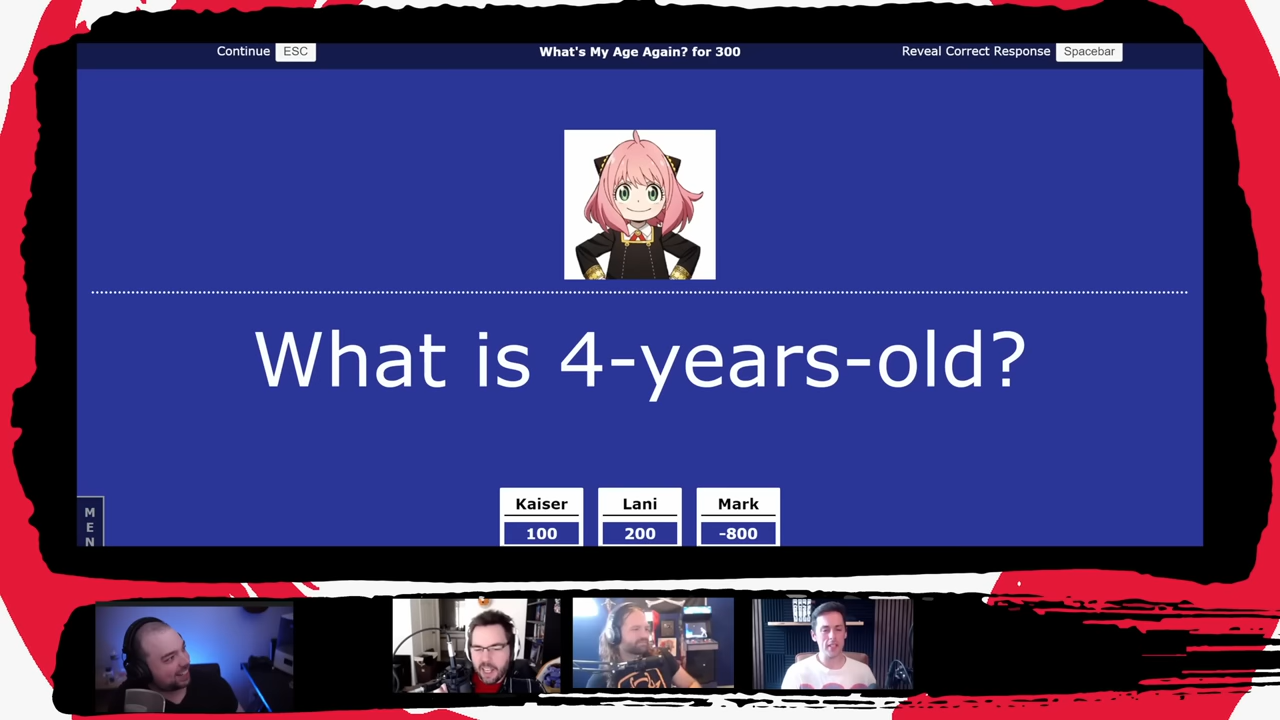 Continue ESC
What's My Age Again? for 300
Reveal Correct Response Spacebar
What is 4-years-old?
M
E
N
Kaiser Lani Mark
100 200 -800